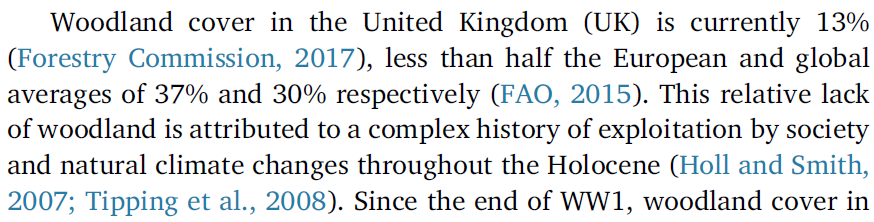 Woodland cover in the United Kingdom (UK) is currently 13%
(Forestry Commission, 2017), less than half the European and global
averages of 37% and 30% respectively (FAO, 2015). This relative lack
of woodland is attributed to a complex history of exploitation by society
and natural climate changes throughout the Holocene (Holl and Smith,
2007; Tipping et al., 2008). Since the end of WW1, woodland cover in